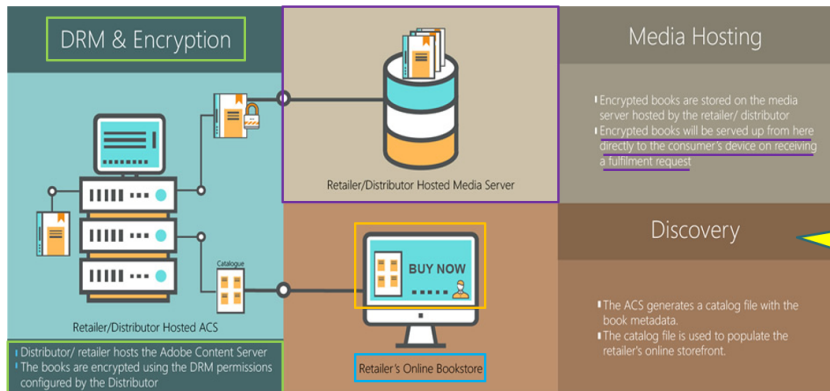 DRM & Encryption
Retailer/Distributor Hosted Media Server
Media Hosting
Encrypted books are stored on the media
server hosted by the retailer/ distributor
Encrypted books will be served up from here
directly to the consumer's device on receiving
a fulfilment request
Catalogue
Retailer/Distributor Hosted ACS
Distributor/ retailer hosts the Adobe Content Server
The books are encrypted using the DRM permissions
configured by the Distributor
BUY NOW
Retailer's Online Bookstore
Discovery
The ACS generates a catalog file with the
book metadata.
The catalog file is used to populate the
retailer's online storefront.